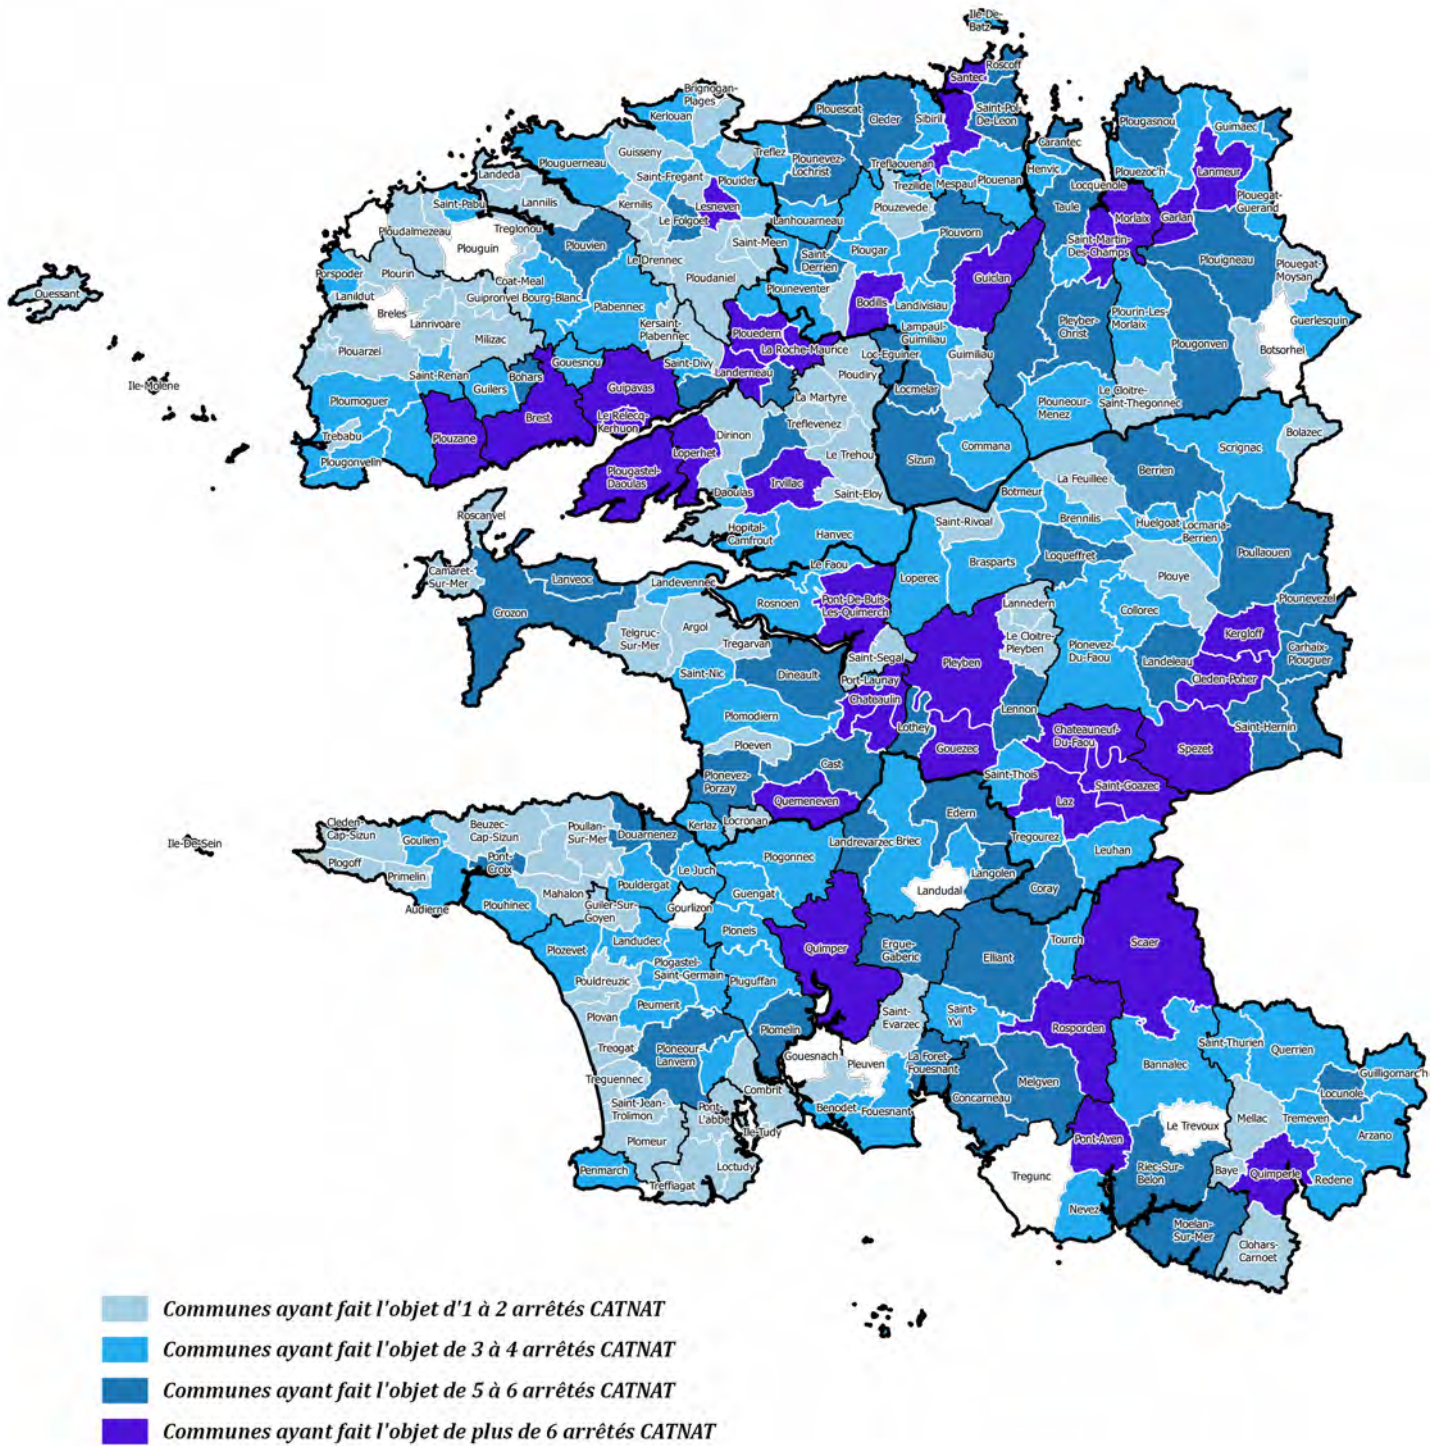 Ile-De-
Batz
Roscoff
Santec
Brignogan-
Plages
Kerlouan
Plouescat
Cleder
Sibiril
Saint-Pol
De-Leon
Plougasnou
Guimaec
Carantec
Plouguerneau
Guisseny
Treflez
Plounevez-
Lochrist
Treflaouenan
Henvic
Plouezoc'h
Lanmeur
Landeda
Saint-Fregant
Plouider
Trezilide
Mespaul
Plouenan
Locquenole
Plouegat-
Guerand
Saint-Pabu
Lannilis
Kernilis
Lesneven
Le Folgoet
Lanhouarneau
Plouzevede
Taule
Morlaix
Garlan
Ploudalmezeau
Treglonou
Plouguin
Plouvien
Saint-Meen
Plouvorn
Saint-Martin-
Des-Champs
Le Drennec
Saint-
Derrien
Plougar
Plouigneau
Plouegat-
Moysan
Porspoder
Plourin
Coat-Meal
Ploudaniel
Guiclan
Ouessant
Lanildut
Guipronvel
Bourg-Blanc
Plabennec
Plouneventer
Bodilis
Landivisiau
Pleyber-
Christ
Plourin-Les-
Morlaix
Guerlesquin
Breles
Lanrivoare
Milizac
Kersaint-
Plabennec
Plouedern
Lampaul-
Guimiliau
Plougonven
Botsorhel
Plouarzel
La Roche-Maurice
Loc-Eguiner
Guimiliau
Saint-Renan
Gouesnou
Saint-Divy
Landerneau
Ploudiry
Ile-Molene
Guilers
Bohars
Guipavas
Locmelar
Le Cloitre-
Saint-Thegonnec
Ploumoguer
La Martyre
Plouneour-
Menez
Brest
Le Relecq-
Kerhuon
Treflevenez
Trebabu
Plouzane
Dirinon
Bolazec
Plougonvelin
Loperhet
Le Trehou
Sizun
Commana
Scrignac
Plougastel-
Daoulas
Irvillac
Berrien
La Feuillee
Daoulas
Saint-Eloy
Botmeur
Roscanvel
Saint-Rivoal
Brennilis
Huelgoat
Locmaria-
Berrien
Hopital-
Camfrout
Hanvec
Poullaouen
Camaret-
Sur-Mer
Le Faou
Brasparts
Loqueffret
Lanveoc
Landevennec
Loperec
Plouye
Crozon
Rosnoen
Pont-De-Buis-
Les-Quimerch
Lannedern
Collorec
Plounevezel
Argol
Telgruc-
Sur-Mer
Tregarvan
Le Cloitre-
Pleyben
Plonevez-
Du-Faou
Kergloff
Saint-Segal
Pleyben
Landeleau
Carhaix-
Plouguer
Saint-Nic
Dineault
Port-Launay
Cleden-Poher
Chateaulin
Lennon
Plomodiern
Lothey
Chateauneuf-
Du-Faou
Saint-Hernin
Ploeven
Gouezec
Spezet
Cast
Saint-Thois
Plonevez-
Porzay
Saint-Goazec
Quemeneven
Laz
Cleden-
Cap-Sizun
Beuzec-
Cap-Sizun
Poullan-
Sur-Mer
Kerlaz
Locronan
Edern
Ile-De-Sein
Goulien
Douarnenez
Landrevarzec
Briec
Tregourez
Leuhan
Plogoff
Pont-
Croix
Le Juch
Plogonnec
Langolen
Primelin
Mahalon
Pouldergat
Guengat
Landudal
Coray
Audierne
Plouhinec
Guiler-Sur-
Goyen
Gourlizon
Ploneis
Quimper
Ergue-
Gaberic
Tourch
Scaer
Plozevet
Landudec
Elliant
Plogastel-
Saint-Germain
Pouldreuzic
Pluguffan
Peumerit
Saint-
Evarzec
Saint-
Yvi
Plovan
Plomelin
Rosporden
Treogat
Ploneour-
Lanvern
Gouesnach
Pleuven
La Foret-
Fouesnant
Saint-Thurien
Querrien
Bannalec
Guilligomarc'h
Treguennec
Combrit
Melgven
Locunole
Saint-Jean-
Trolimon
Pont-
L'abbe
Benodet
Fouesnant
Concarneau
Mellac
Tremeven
Le Trevoux
Plomeur
Ile-Tudy
Pont-Aven
Arzano
Penmarch
Loctudy
Tregunc
Riec-Sur-
Belon
Baye
Quimperle
Redene
Treffiagat
Nevez
Moelan-
Sur-Mer
Clohars-
Carnoet
Communes ayant fait l'objet d'1 à 2 arrêtés CATNAT
Communes ayant fait l'objet de 3 à 4 arrêtés CATNAT
Communes ayant fait l'objet de 5 à 6 arrêtés CATNAT
Communes ayant fait l'objet de plus de 6 arrêtés CATNAT